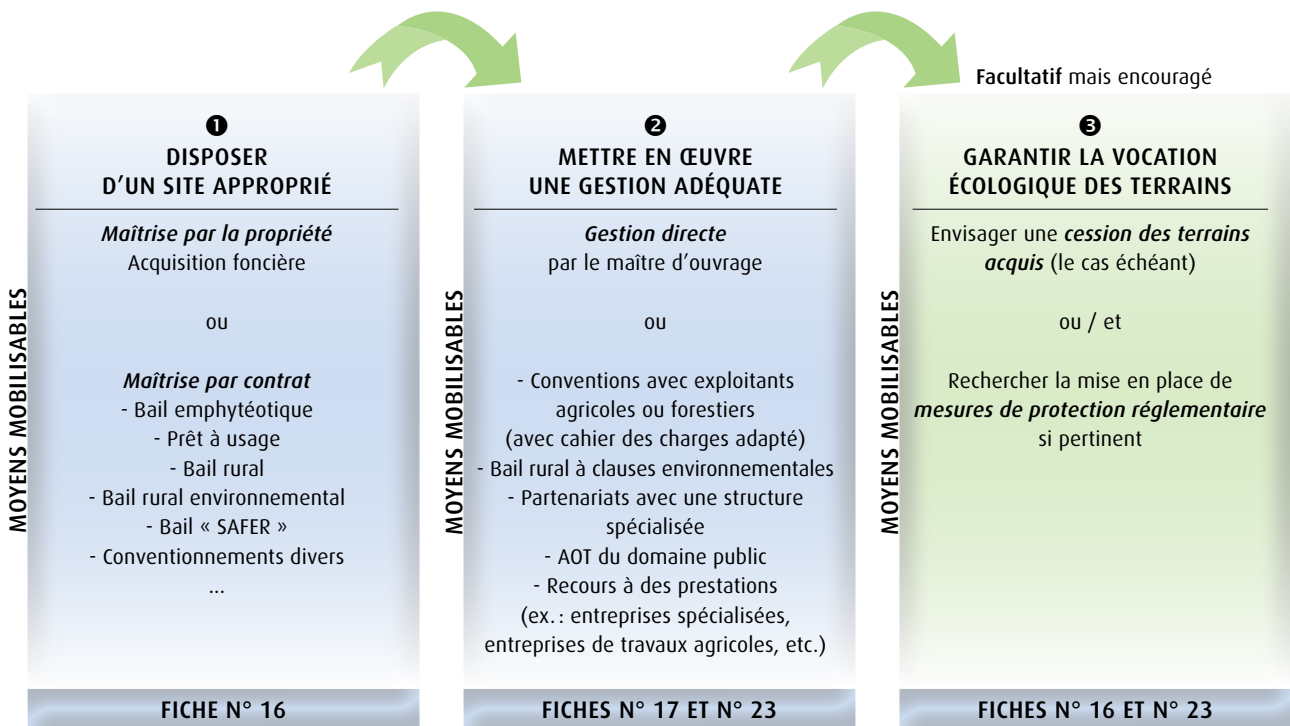 Facultatif mais encouragé
MOYENS MOBILISABLES
❶
DISPOSER
D'UN SITE APPROPRIÉ
Maîtrise par la propriété
Acquisition foncière
ou
Maîtrise par contrat
- Bail emphytéotique
- Prêt à usage
- Bail rural
- Bail rural environnemental
- Bail « SAFER »
- Conventionnements divers
...
FICHE N° 16
MOYENS MOBILISABLES
❷
METTRE EN ŒUVRE
UNE GESTION ADÉQUATE
Gestion directe
par le maître d'ouvrage
ou
- Conventions avec exploitants
agricoles ou forestiers
(avec cahier des charges adapté)
- Bail rural à clauses environnementales
- Partenariats avec une structure
spécialisée
- AOT du domaine public
- Recours à des prestations
(ex. : entreprises spécialisées,
entreprises de travaux agricoles, etc.)
FICHES N° 17 ET N° 23
MOYENS MOBILISABLES
❸
GARANTIR LA VOCATION
ÉCOLOGIQUE DES TERRAINS
Envisager une cession des terrains
acquis (le cas échéant)
ou / et
Rechercher la mise en place de
mesures de protection réglementaire
si pertinent
FICHES N° 16 ET N° 23